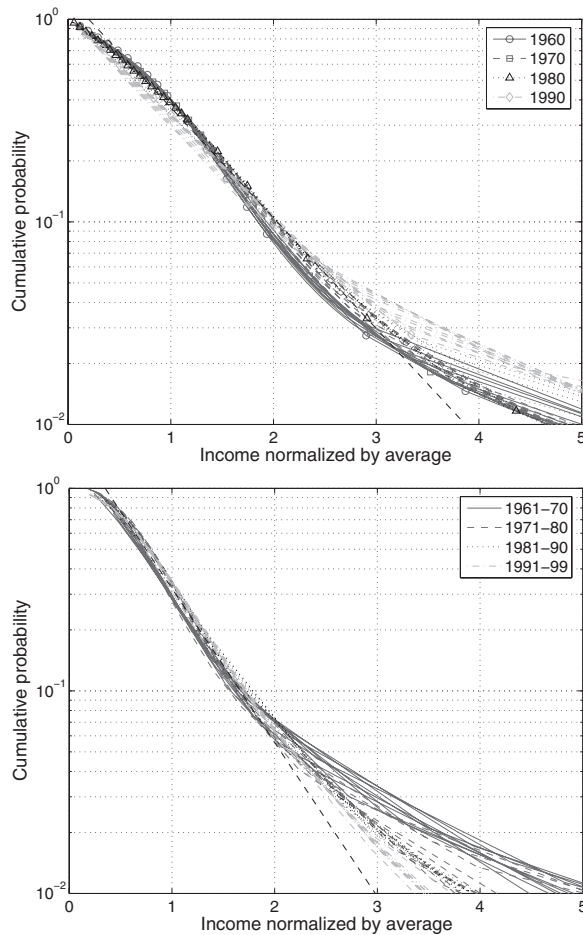 10^0
10^-1
10^-2
Cumulative probability
1960
1970
1980
1990
0 1 2 3 4 5
Income normalized by average
10^0
10^-1
10^-2
Cumulative probability
1961–70
1971–80
1981–90
1991–99
0 1 2 3 4 5
Income normalized by average